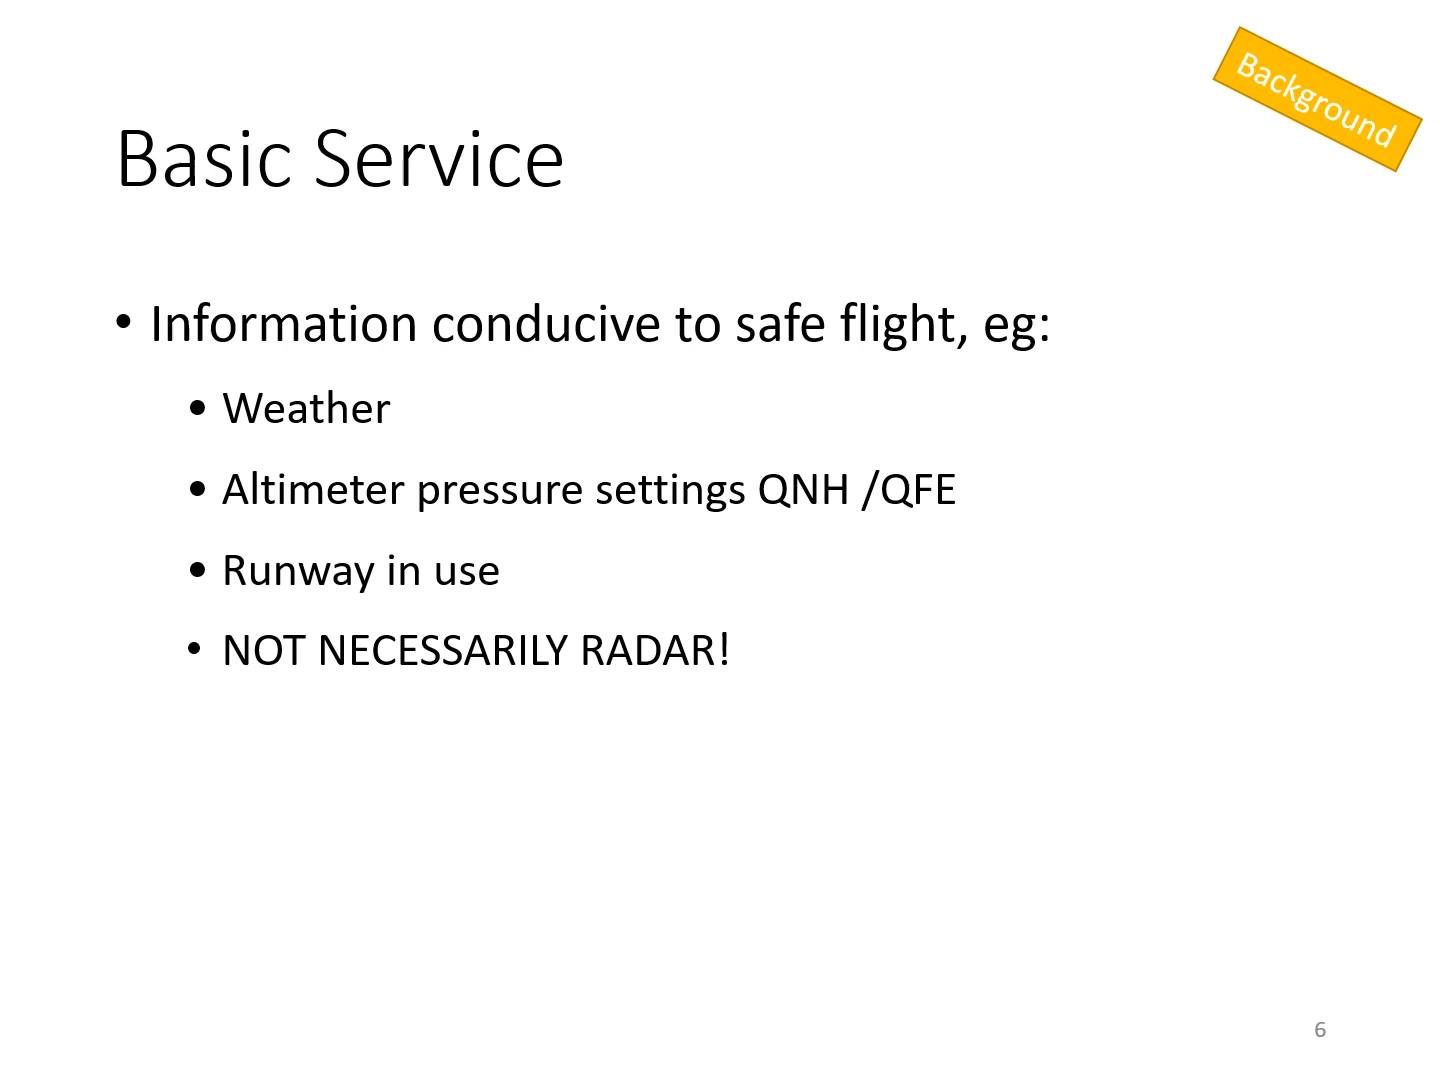 Background
Basic Service
• Information conducive to safe flight, eg:
• Weather
• Altimeter pressure settings QNH /QFE
• Runway in use
• NOT NECESSARILY RADAR!
6